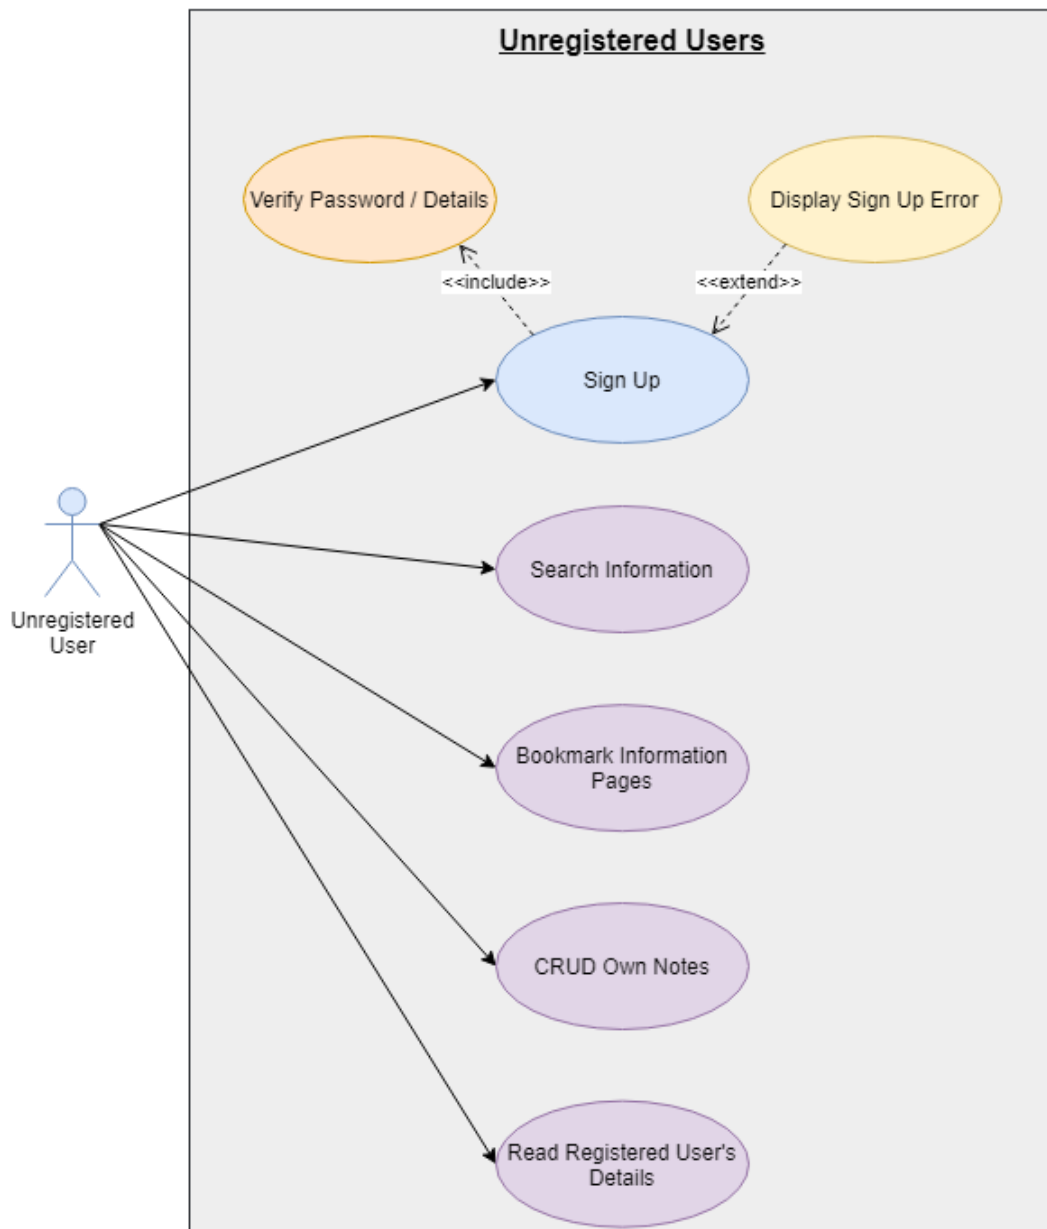 Unregistered Users
Verify Password / Details
Display Sign Up Error
<<include>>
<<extend>>
Sign Up
Search Information
Unregistered
User
Bookmark Information
Pages
CRUD Own Notes
Read Registered User's
Details